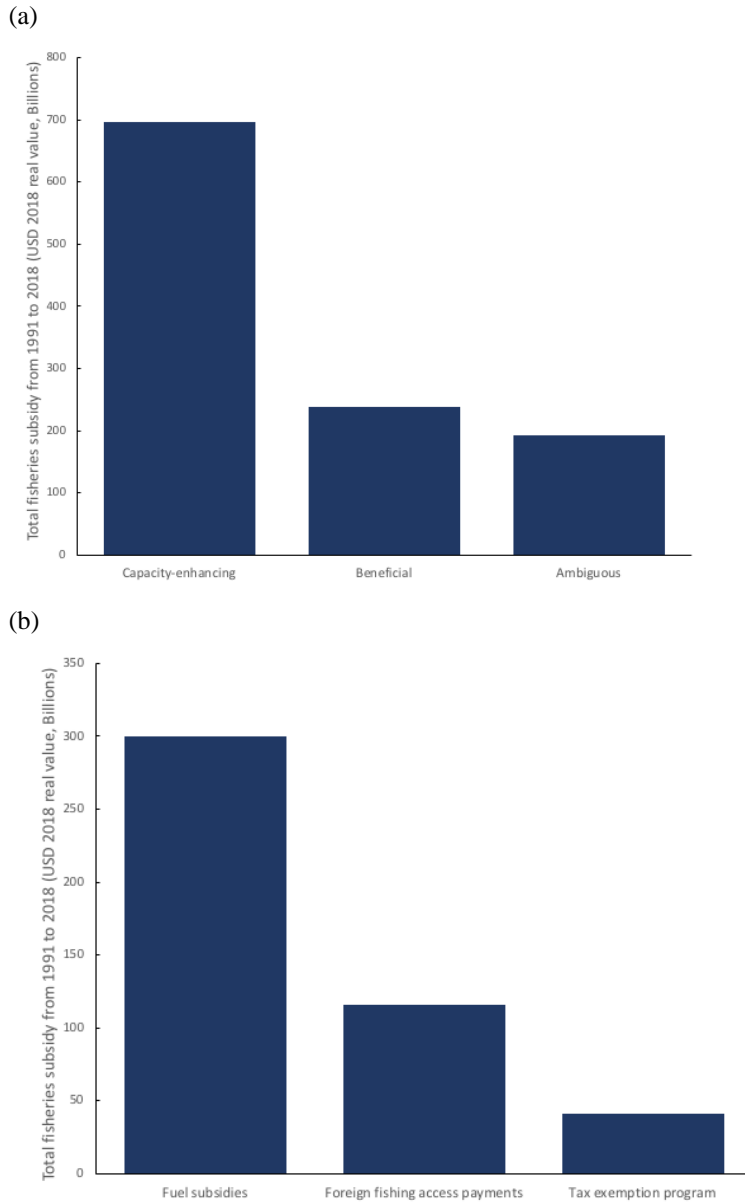 (a)
Total fisheries subsidy from 1991 to 2018 (USD 2018 real value, Billions)
800
700
600
500
400
300
200
100
0
Capacity-enhancing Beneficial Ambiguous
(b)
Total fisheries subsidy from 1991 to 2018 (USD 2018 real value, Billions)
350
300
250
200
150
100
50
0
Fuel subsidies Foreign fishing access payments Tax exemption program